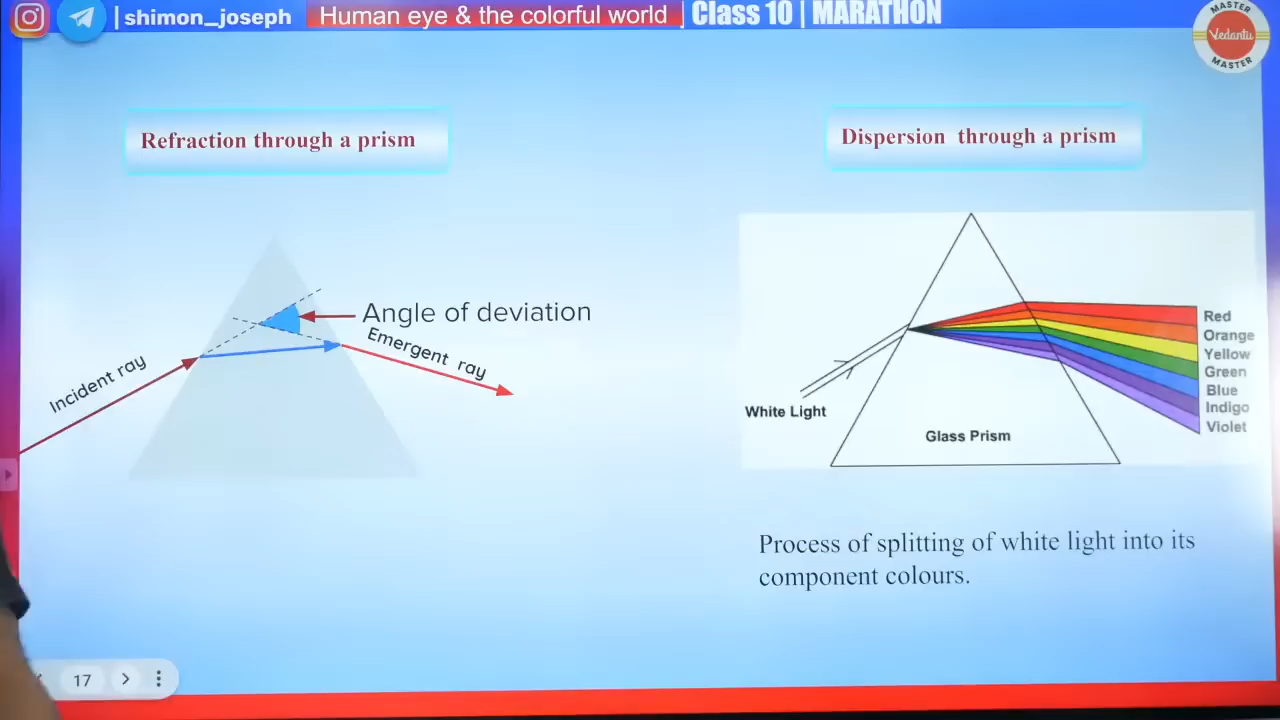 | shimon_joseph
Human eye & the colorful world
| Class 10 | MARATHON
MASTER
Vedantu
MASTER
Refraction through a prism
Dispersion through a prism
Angle of deviation
Emergent ray
Incident ray
Red
Orange
Yellow
Green
Blue
Indigo
Violet
White Light
Glass Prism
Process of splitting of white light into its
component colours.
17